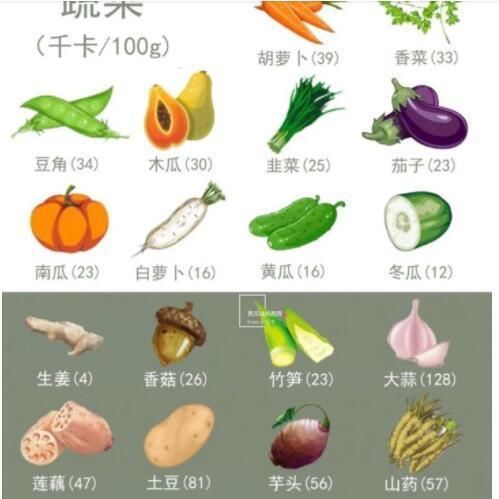 蔬菜
(千卡/100g)
胡萝卜(39) 香菜(33)
豆角(34) 木瓜(30) 韭菜(25) 茄子(23)
南瓜(23) 白萝卜(16) 黄瓜(16) 冬瓜(12)
生姜(4) 香菇(26) 竹笋(23) 大蒜(128)
莲藕(47) 土豆(81) 芋头(56) 山药(57)